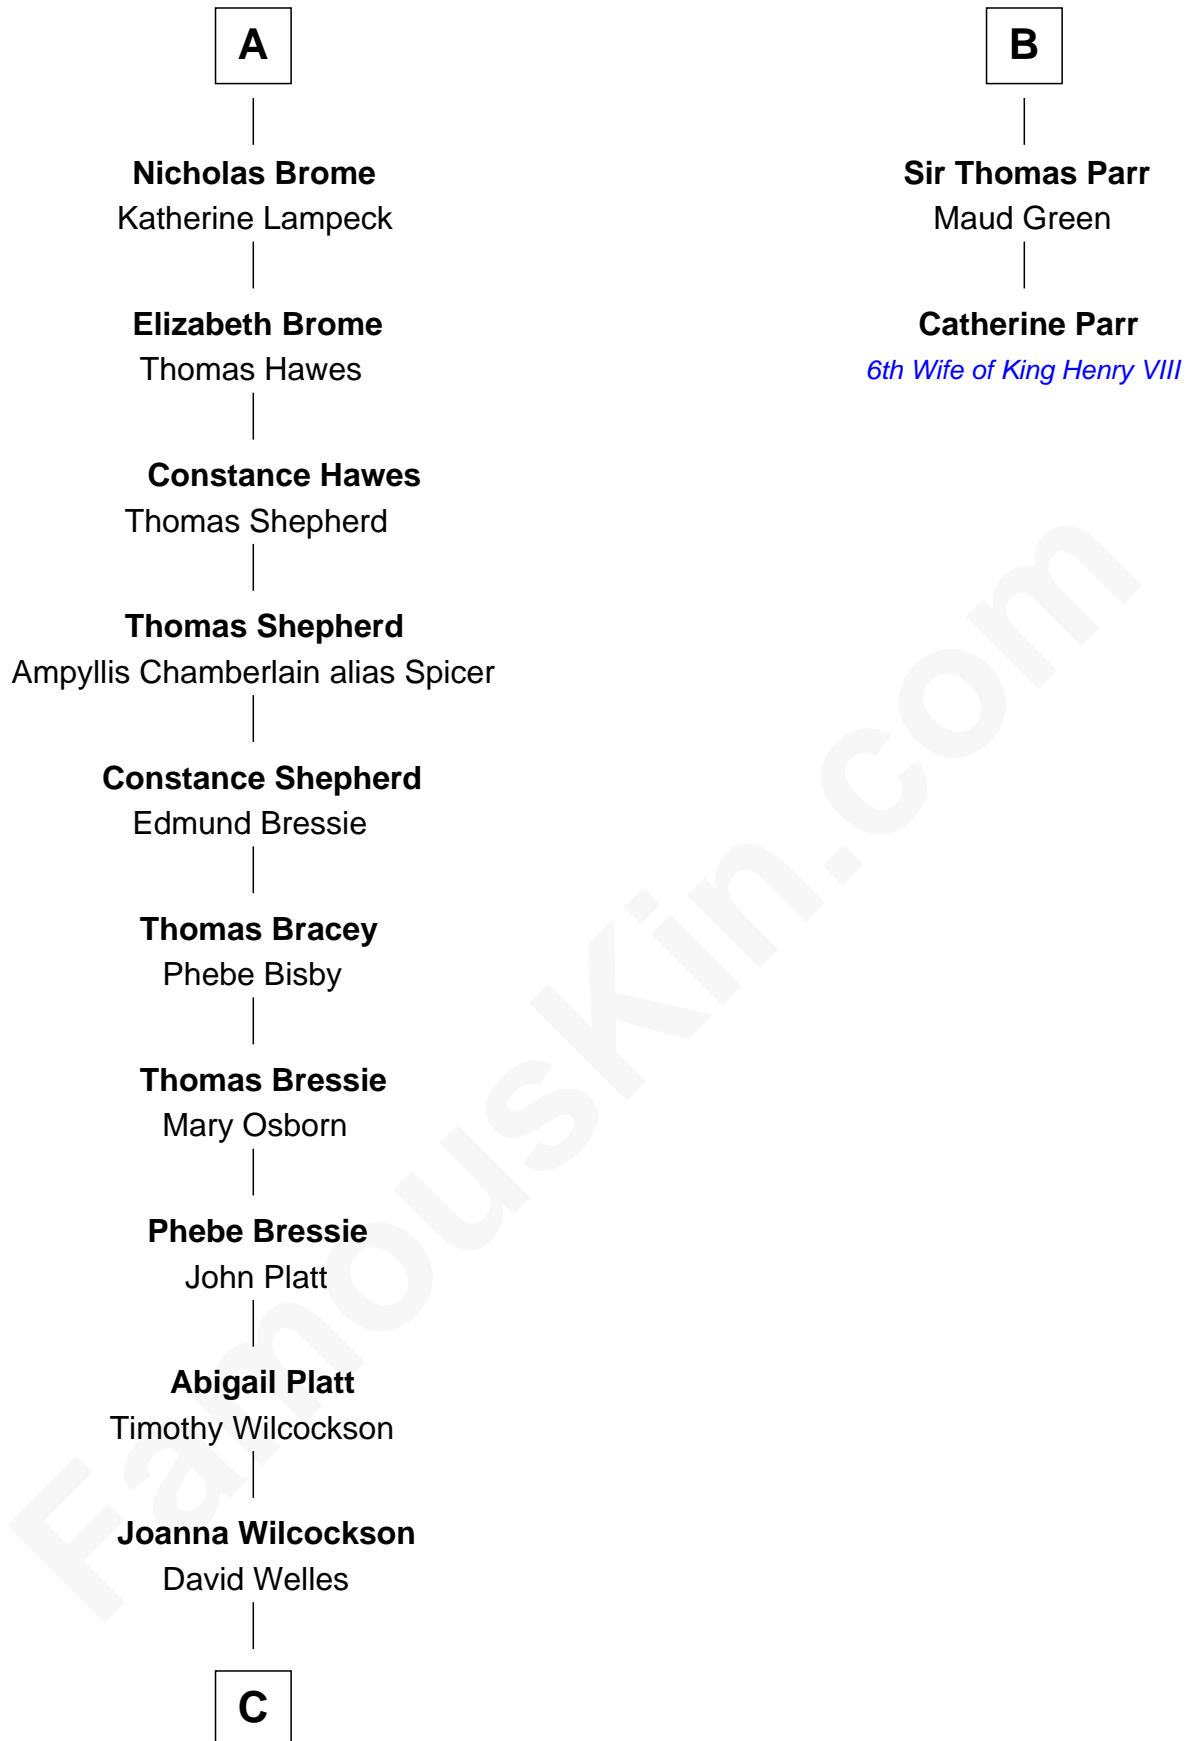 A
Nicholas Brome
Katherine Lampeck
Elizabeth Brome
Thomas Hawes
Constance Hawes
Thomas Shepherd
Thomas Shepherd
Ampyllis Chamberlain alias Spicer
Constance Shepherd
Edmund Bressie
Thomas Bracey
Phebe Bisby
Thomas Bressie
Mary Osborn
Phebe Bressie
John Platt
Abigail Platt
Timothy Wilcockson
Joanna Wilcockson
David Welles
C
B
Sir Thomas Parr
Maud Green
Catherine Parr
6th Wife of King Henry VIII
FamousKin.com